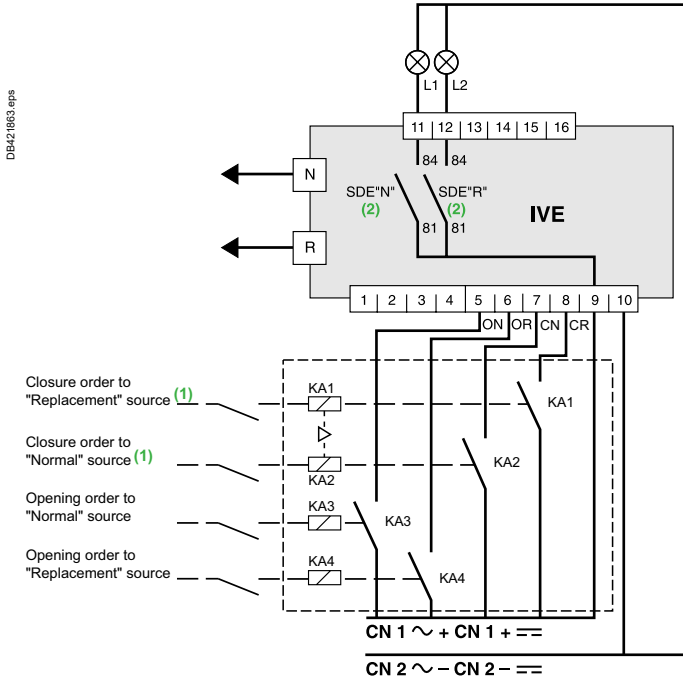 DB421863.eps
L1 L2
11 12 13 14 15 16
84 84
N
SDE"N" SDE"R"
(2) (2)
IVE
81 81
R
1 2 3 4 5 6 7 8 9 10
ON OR CN CR
Closure order to
"Replacement" source (1)
KA1
KA1
Closure order to
"Normal" source (1)
KA2
KA2
Opening order to
"Normal" source
KA3
KA3
Opening order to
"Replacement" source
KA4
KA4
CN 1 ~ + CN 1 + ⎓
CN 2 ~ – CN 2 – ⎓